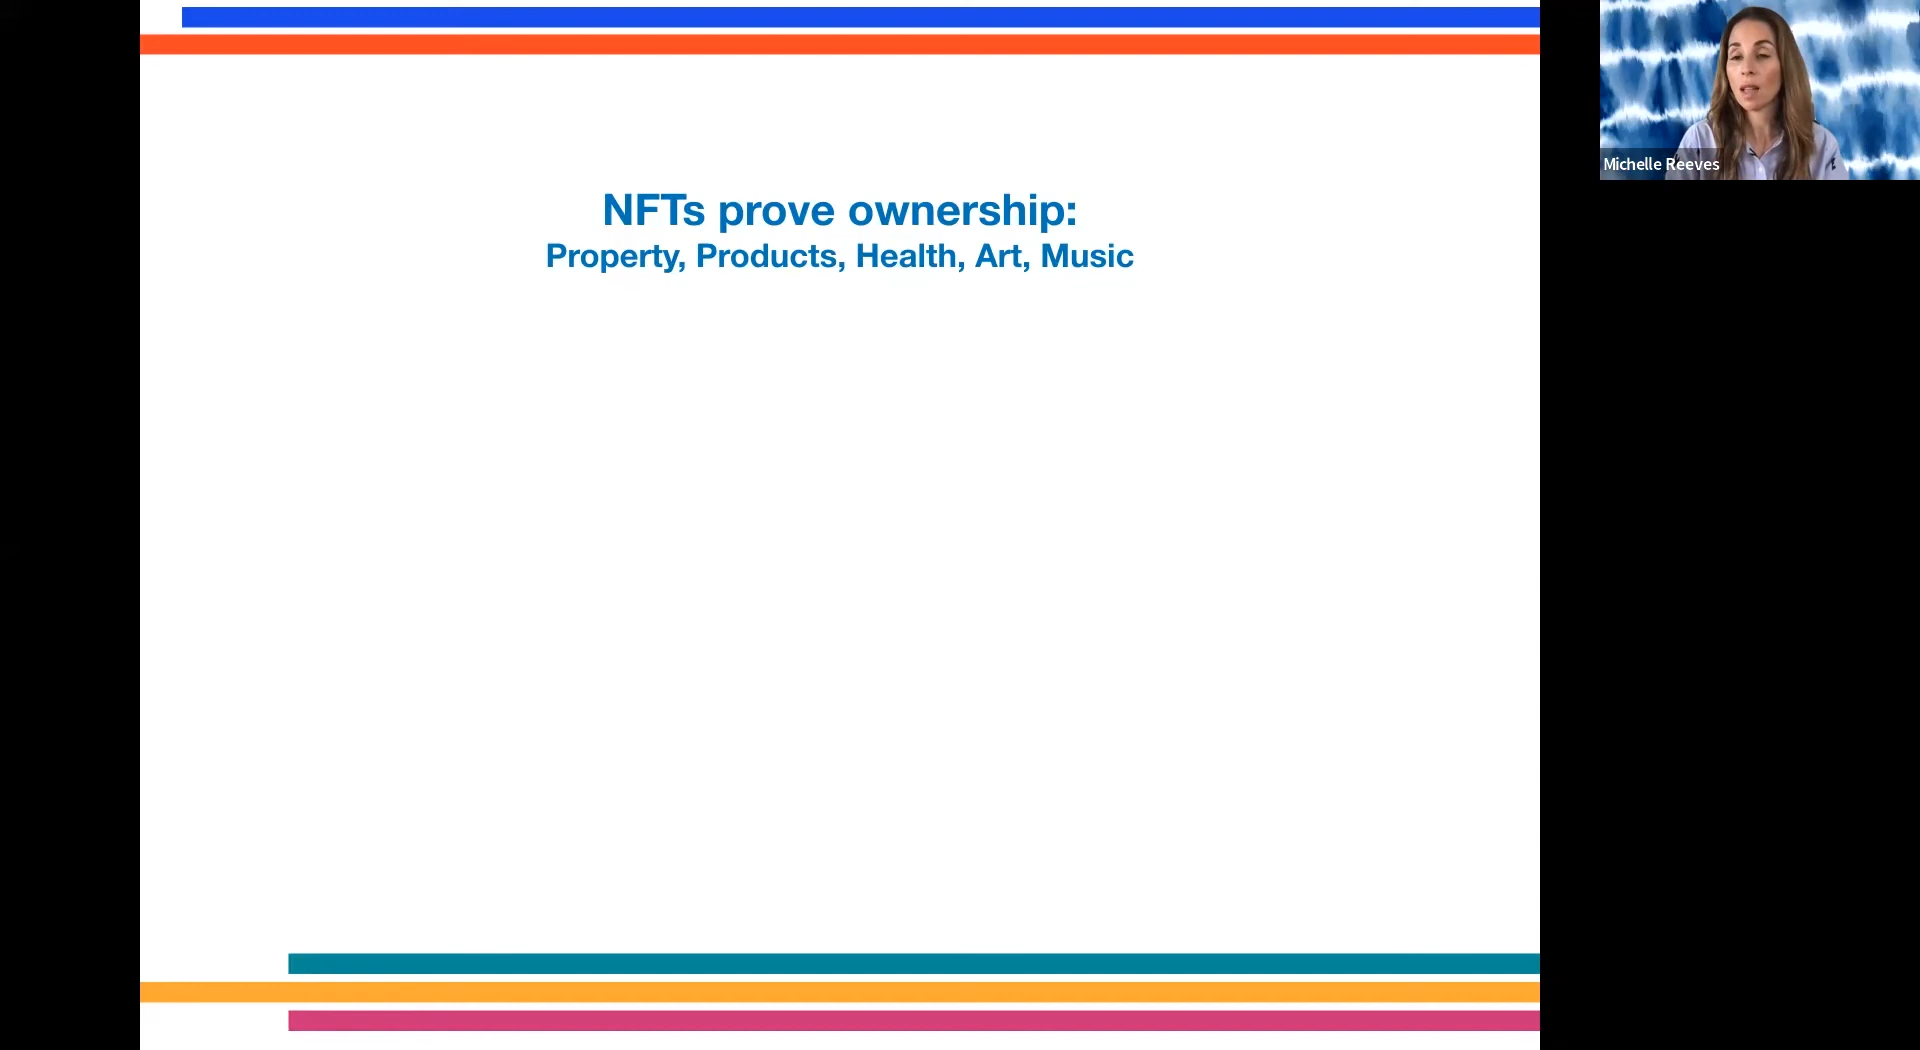 NFTs prove ownership:
Property, Products, Health, Art, Music
Michelle Reeves